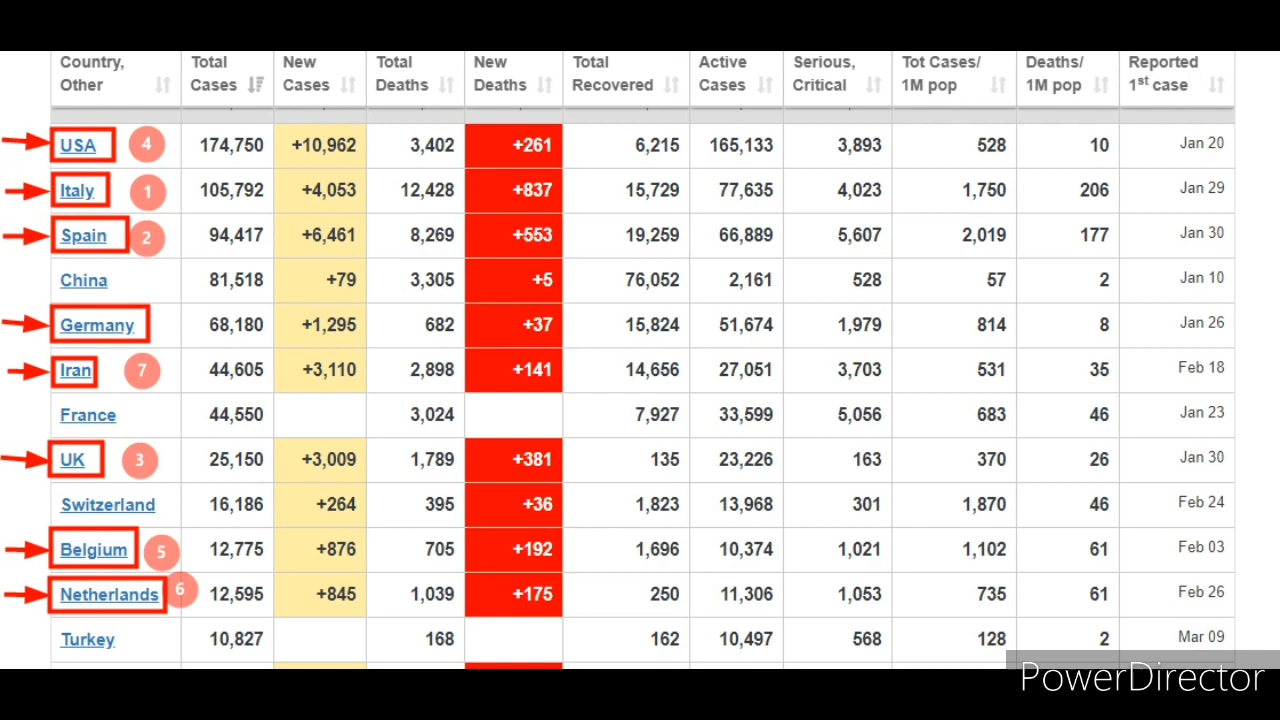 Country, Other Total Cases New Cases Total Deaths New Deaths Total Recovered Active Cases Serious, Critical Tot Cases/ 1M pop Deaths/ 1M pop Reported 1st case
USA 4 174,750 +10,962 3,402 +261 6,215 165,133 3,893 528 10 Jan 20
Italy 1 105,792 +4,053 12,428 +837 15,729 77,635 4,023 1,750 206 Jan 29
Spain 2 94,417 +6,461 8,269 +553 19,259 66,889 5,607 2,019 177 Jan 30
China 81,518 +79 3,305 +5 76,052 2,161 528 57 2 Jan 10
Germany 68,180 +1,295 682 +37 15,824 51,674 1,979 814 8 Jan 26
Iran 7 44,605 +3,110 2,898 +141 14,656 27,051 3,703 531 35 Feb 18
France 44,550 3,024 7,927 33,599 5,056 683 46 Jan 23
UK 3 25,150 +3,009 1,789 +381 135 23,226 163 370 26 Jan 30
Switzerland 16,186 +264 395 +36 1,823 13,968 301 1,870 46 Feb 24
Belgium 5 12,775 +876 705 +192 1,696 10,374 1,021 1,102 61 Feb 03
Netherlands 6 12,595 +845 1,039 +175 250 11,306 1,053 735 61 Feb 26
Turkey 10,827 168 162 10,497 568 128 2 Mar 09
PowerDirector